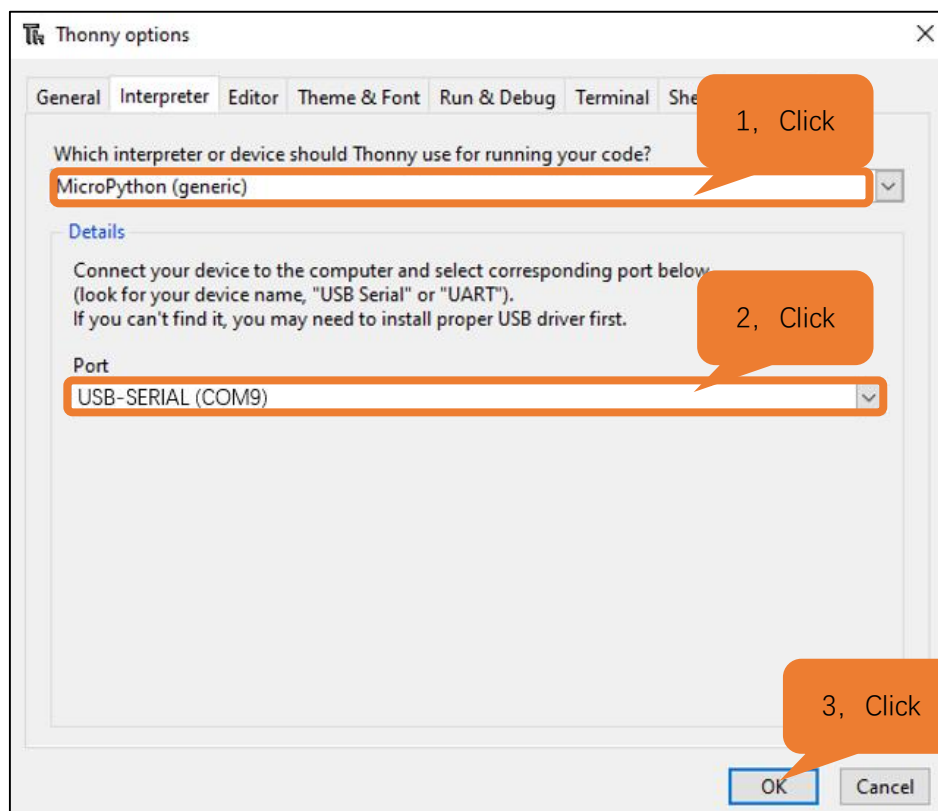 Thonny options
General Interpreter Editor Theme & Font Run & Debug Terminal
1, Click
Which interpreter or device should Thonny use for running your code?
MicroPython (generic)
Details
Connect your device to the computer and select corresponding port below
(look for your device name, "USB Serial" or "UART").
If you can't find it, you may need to install proper USB driver first.
2, Click
Port
USB-SERIAL (COM9)
3, Click
OK Cancel